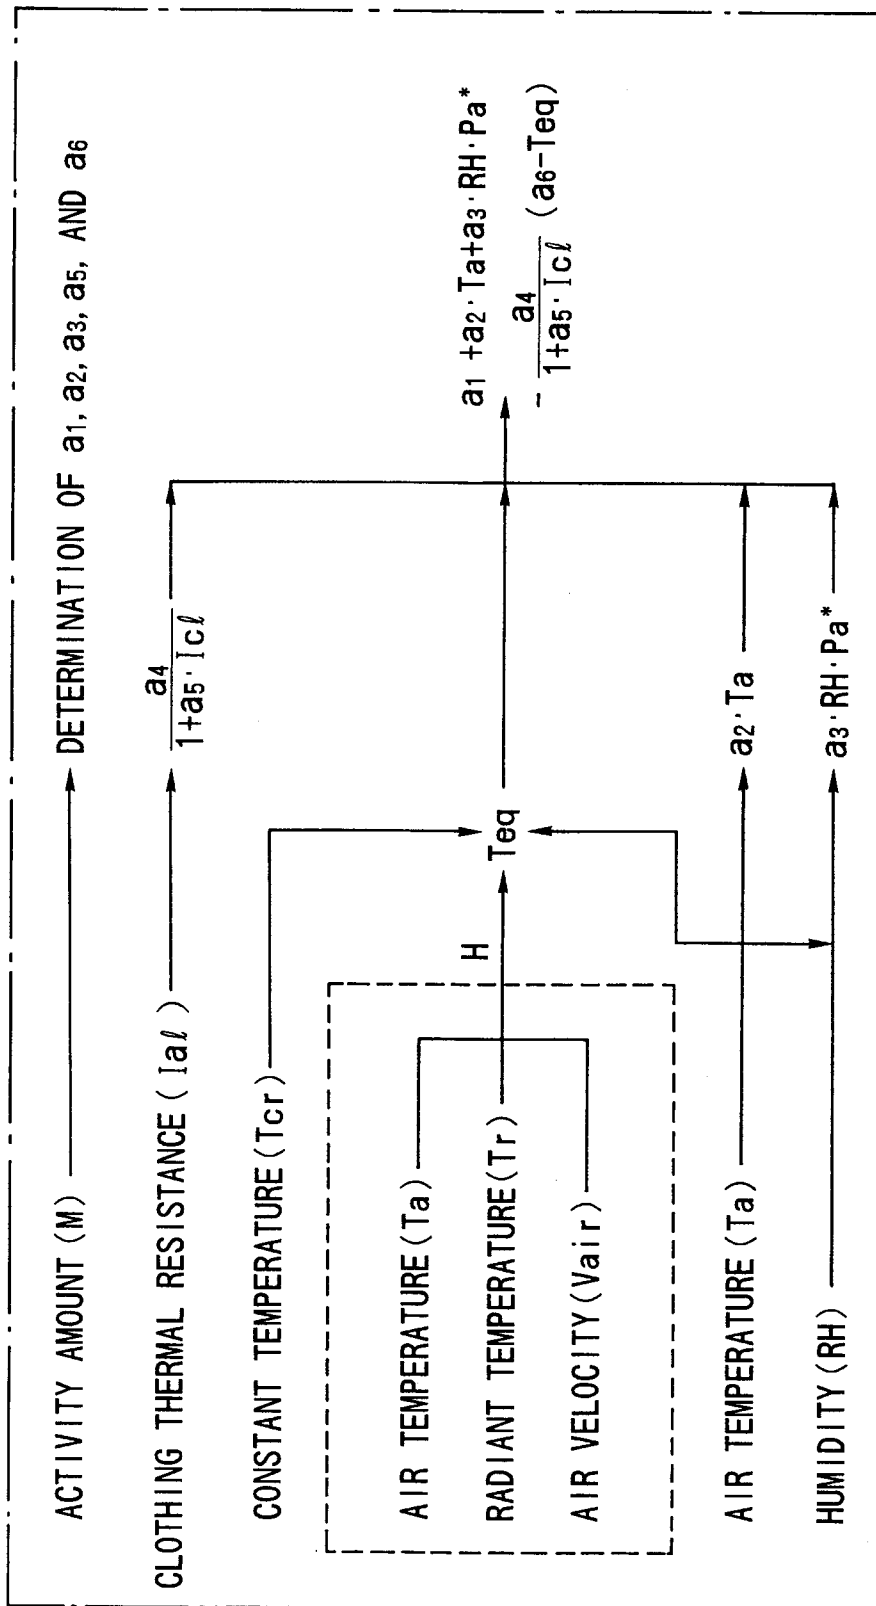 ACTIVITY AMOUNT (M)
DETERMINATION OF a1, a2, a3, a5, AND a6
CLOTHING THERMAL RESISTANCE (Iaℓ)
a4
1+a5·Icℓ
CONSTANT TEMPERATURE (Tcr)
AIR TEMPERATURE (Ta)
RADIANT TEMPERATURE (Tr)
AIR VELOCITY (Vair)
H
Teq
a1 +a2·Ta+a3·RH·Pa*
- a4 (a6-Teq)
1+a5·Icℓ
AIR TEMPERATURE (Ta)
a2·Ta
HUMIDITY (RH)
a3·RH·Pa*